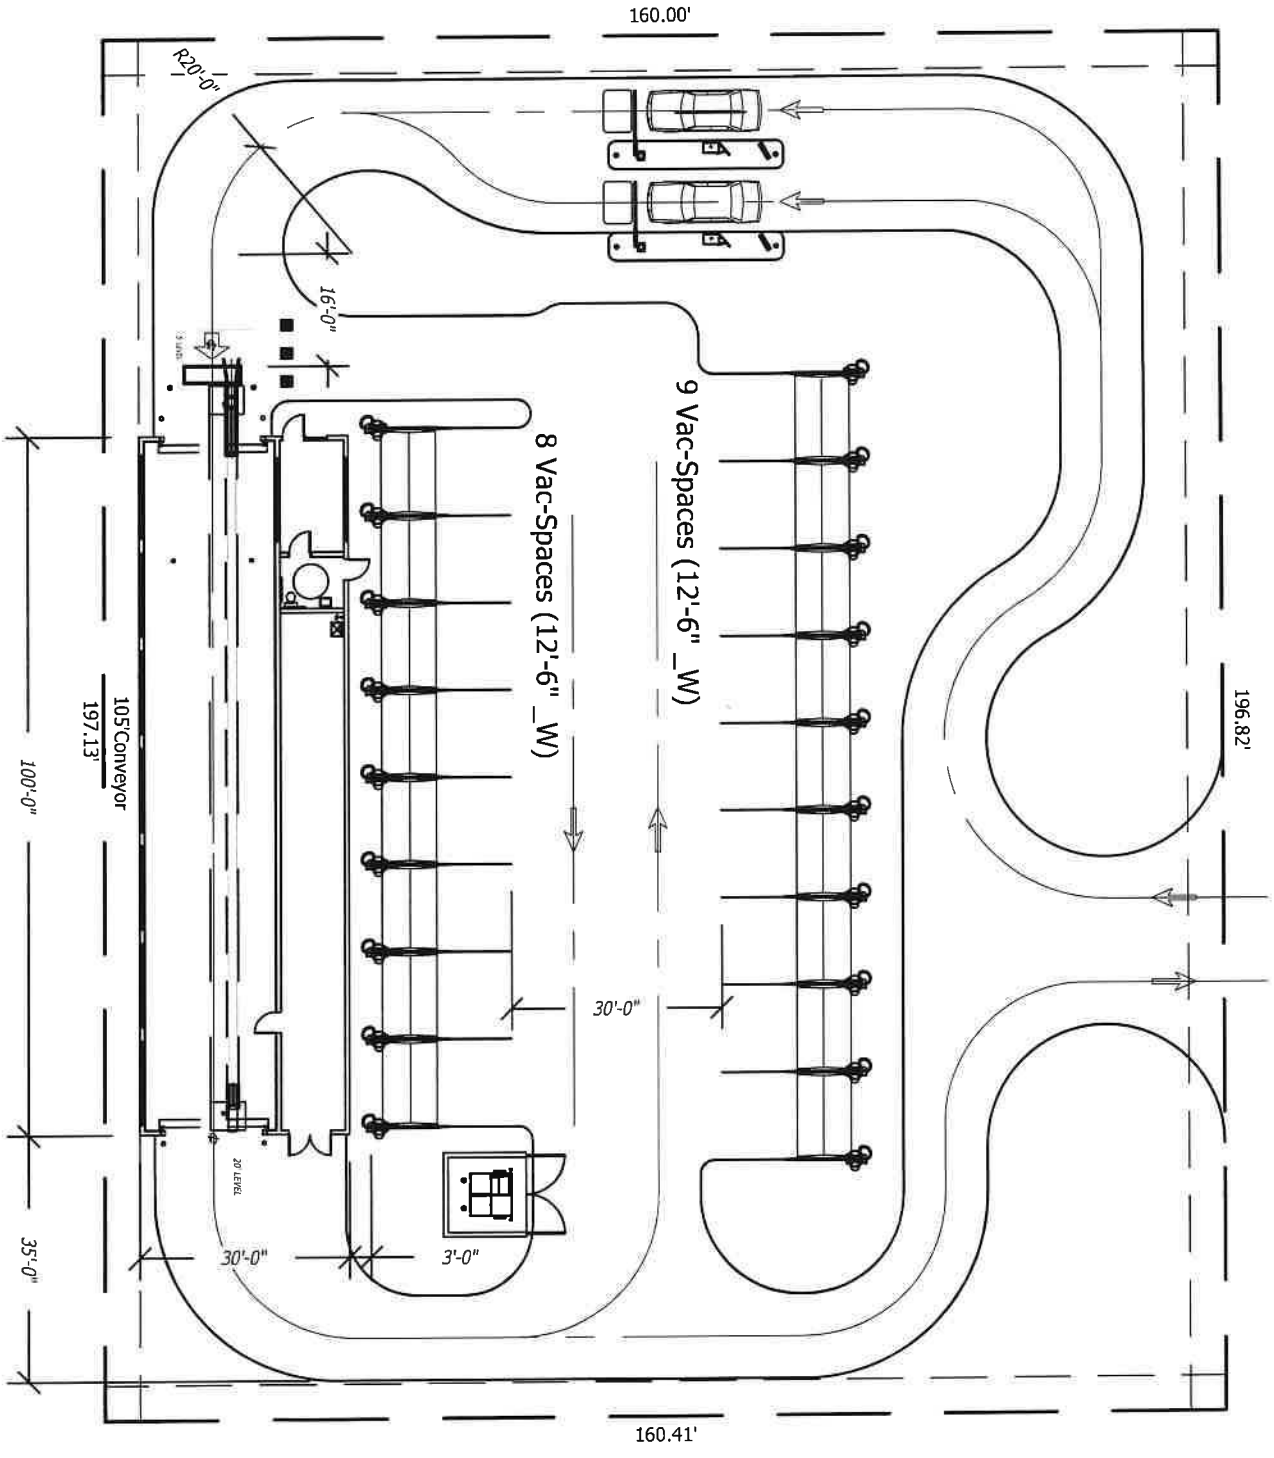 160.00'
R20'-0"
16'-0"
5' LEVEL
9 Vac-Spaces (12'-6" _W)
8 Vac-Spaces (12'-6" _W)
196.82'
105'Conveyor
197.13'
100'-0"
30'-0"
20' LEVEL
30'-0"
3'-0"
35'-0"
160.41'